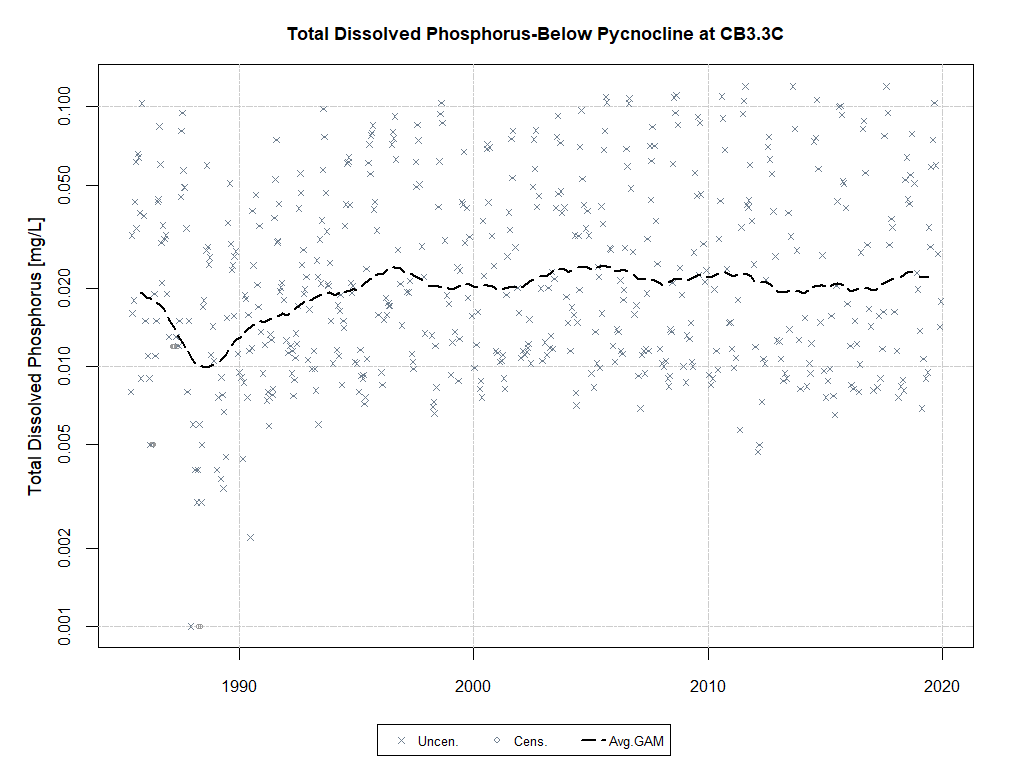 Total Dissolved Phosphorus-Below Pycnocline at CB3.3C
Total Dissolved Phosphorus [mg/L]
0.100
0.050
0.020
0.010
0.005
0.002
0.001
1990 2000 2010 2020
Uncen. Cens. Avg.GAM